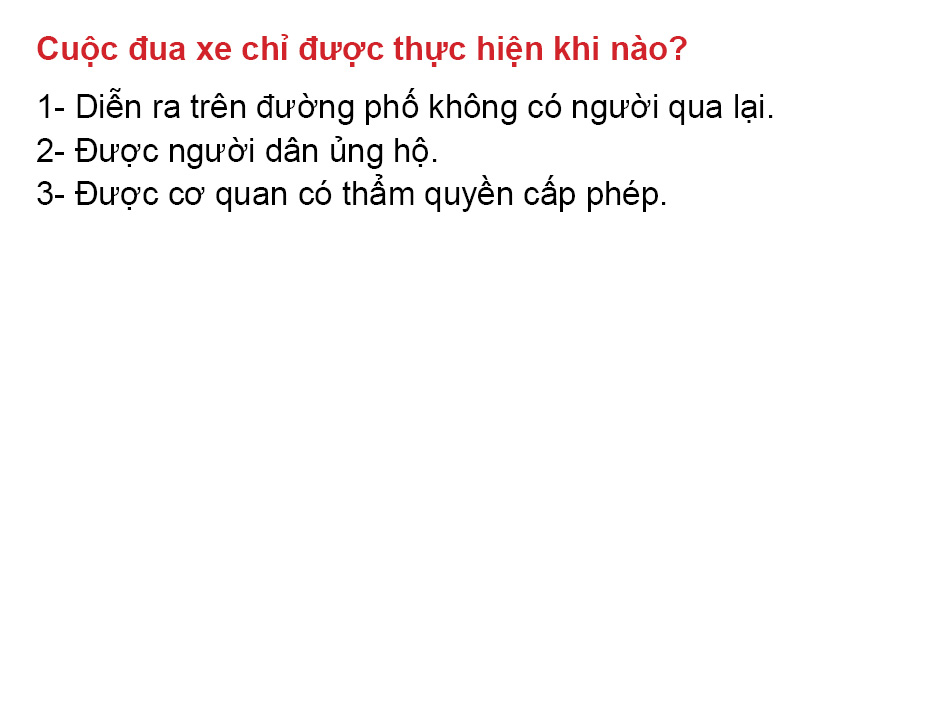 Cuộc đua xe chỉ được thực hiện khi nào?
1- Diễn ra trên đường phố không có người qua lại.
2- Được người dân ủng hộ.
3- Được cơ quan có thẩm quyền cấp phép.